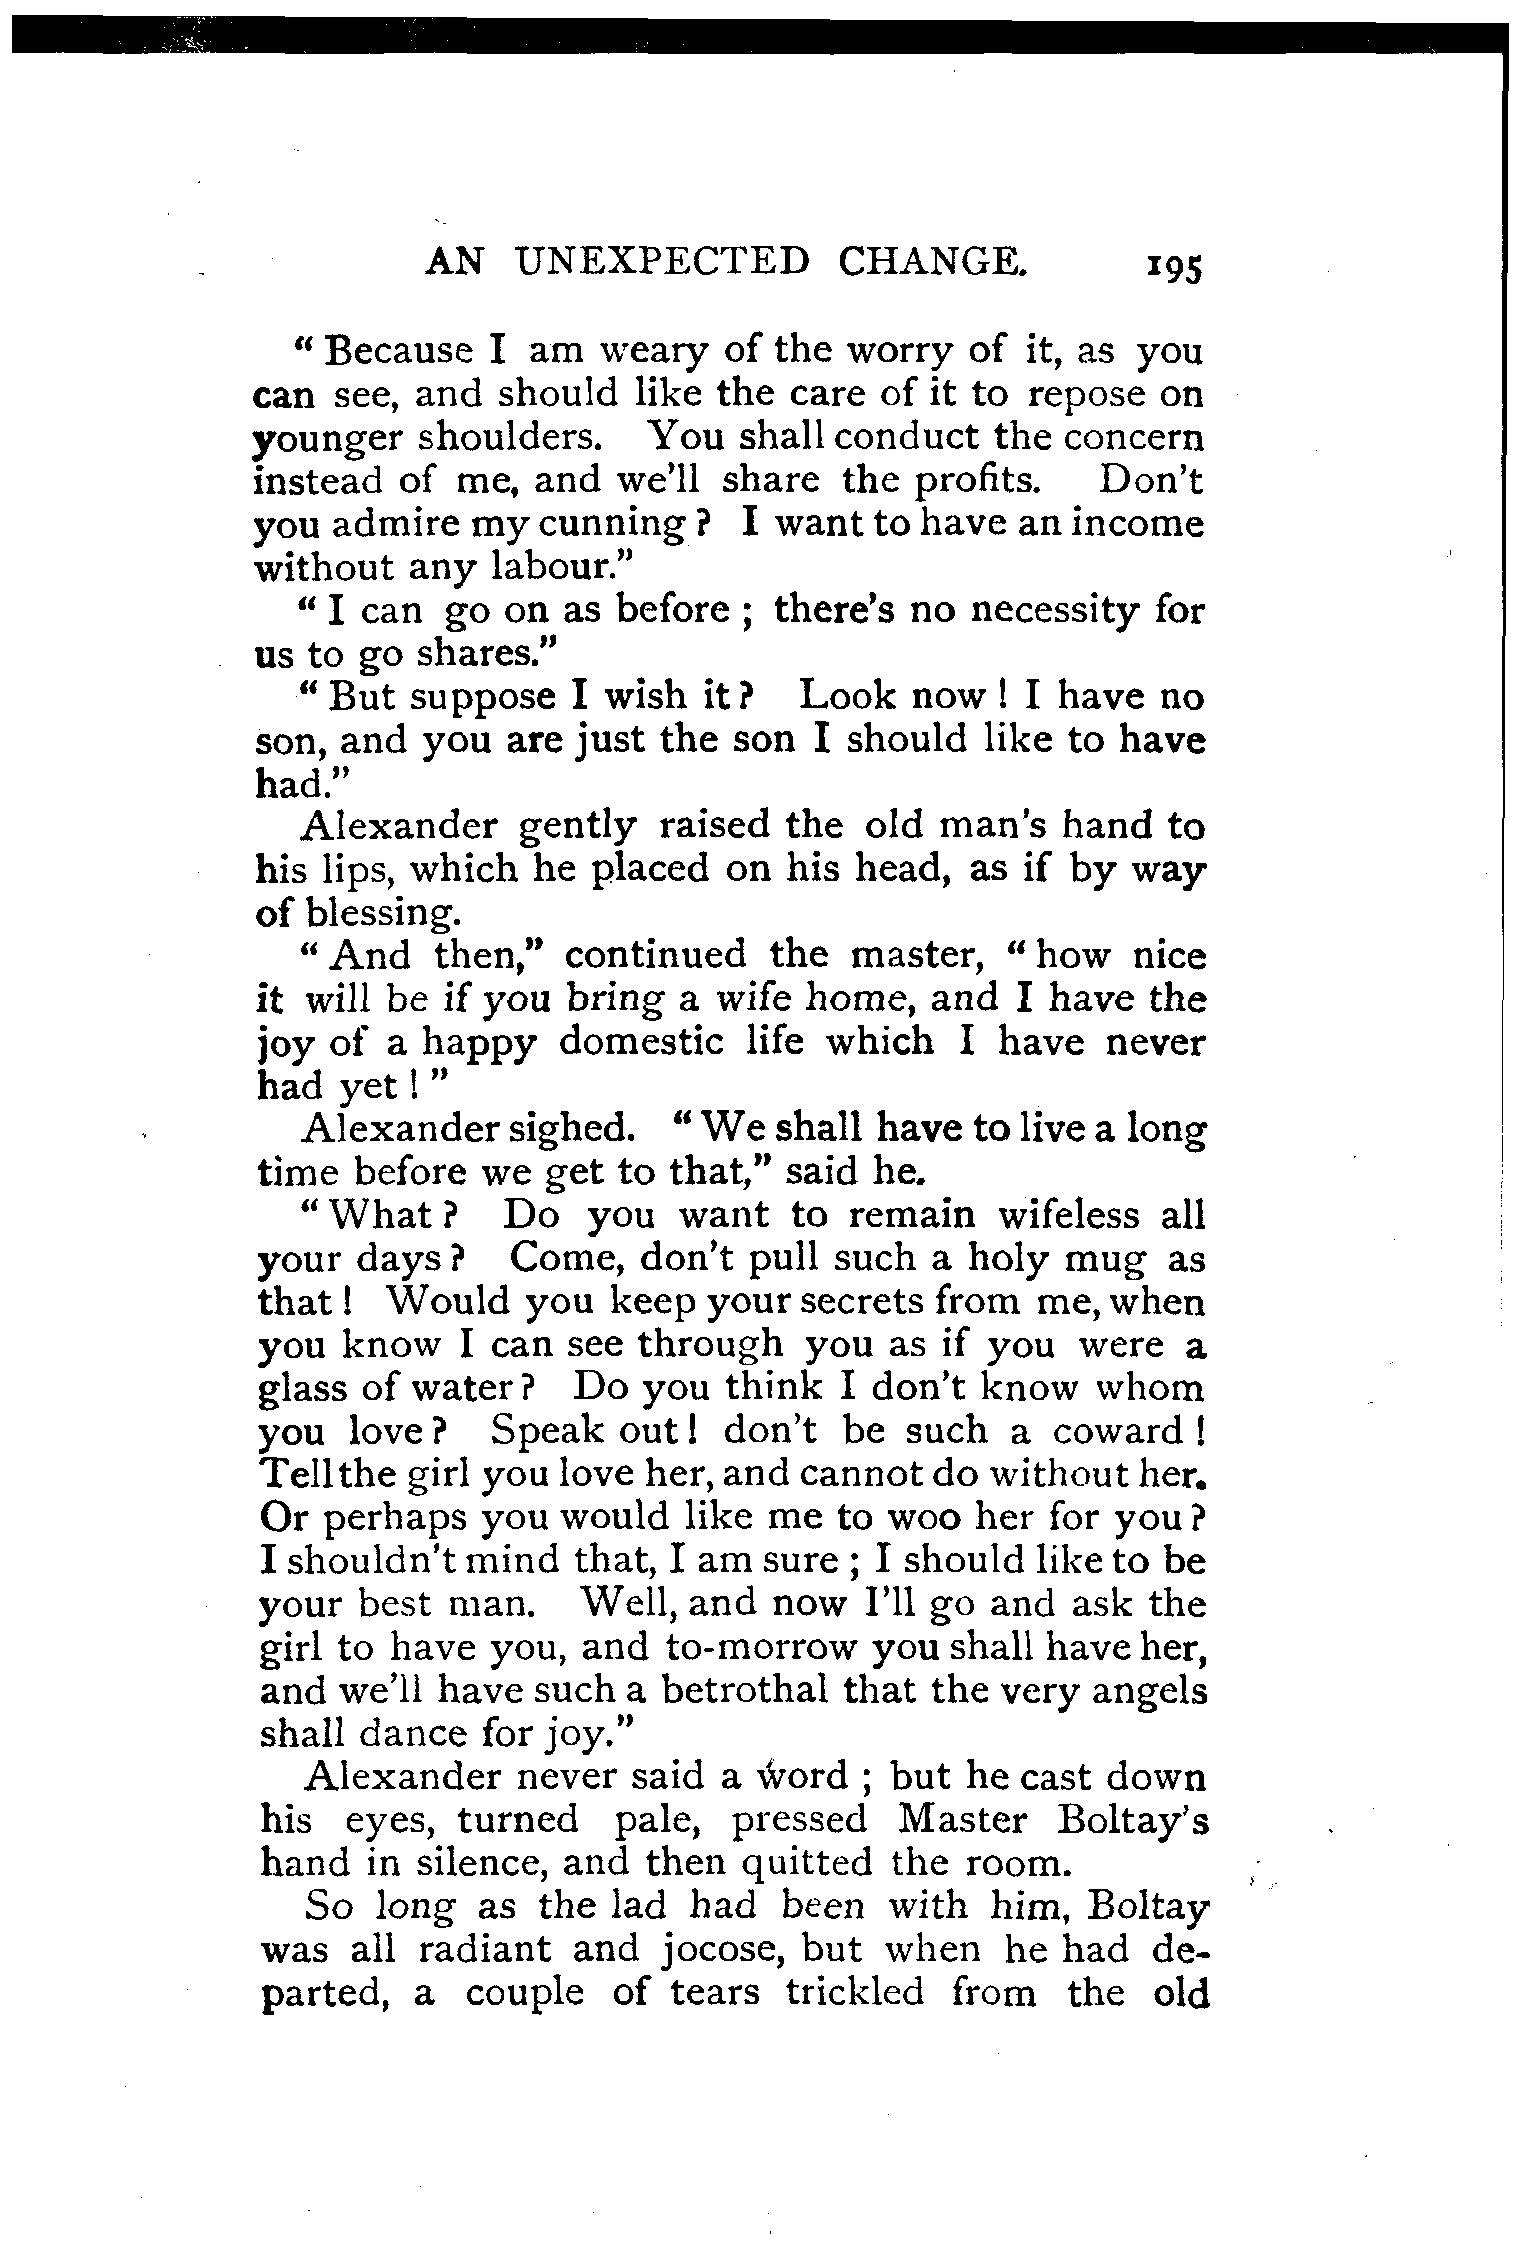 AN UNEXPECTED CHANGE. 195
" Because I am weary of the worry of it, as you
can see, and should like the care of it to repose on
younger shoulders. You shall conduct the concern
instead of me, and we'll share the profits. Don't
you admire my cunning ? I want to have an income
without any labour."
" I can go on as before ; there's no necessity for
us to go shares."
" But suppose I wish it ? Look now ! I have no
son, and you are just the son I should like to have
had."
Alexander gently raised the old man's hand to
his lips, which he placed on his head, as if by way
of blessing.
" And then," continued the master, " how nice
it will be if you bring a wife home, and I have the
joy of a happy domestic life which I have never
had yet ! "
Alexander sighed. " We shall have to live a long
time before we get to that," said he.
" What ? Do you want to remain wifeless all
your days ? Come, don't pull such a holy mug as
that ! Would you keep your secrets from me, when
you know I can see through you as if you were a
glass of water ? Do you think I don't know whom
you love ? Speak out ! don't be such a coward !
Tell the girl you love her, and cannot do without her.
Or perhaps you would like me to woo her for you ?
I shouldn't mind that, I am sure ; I should like to be
your best man. Well, and now I'll go and ask the
girl to have you, and to-morrow you shall have her,
and we'll have such a betrothal that the very angels
shall dance for joy."
Alexander never said a word ; but he cast down
his eyes, turned pale, pressed Master Boltay's
hand in silence, and then quitted the room.
So long as the lad had been with him, Boltay
was all radiant and jocose, but when he had de-
parted, a couple of tears trickled from the old